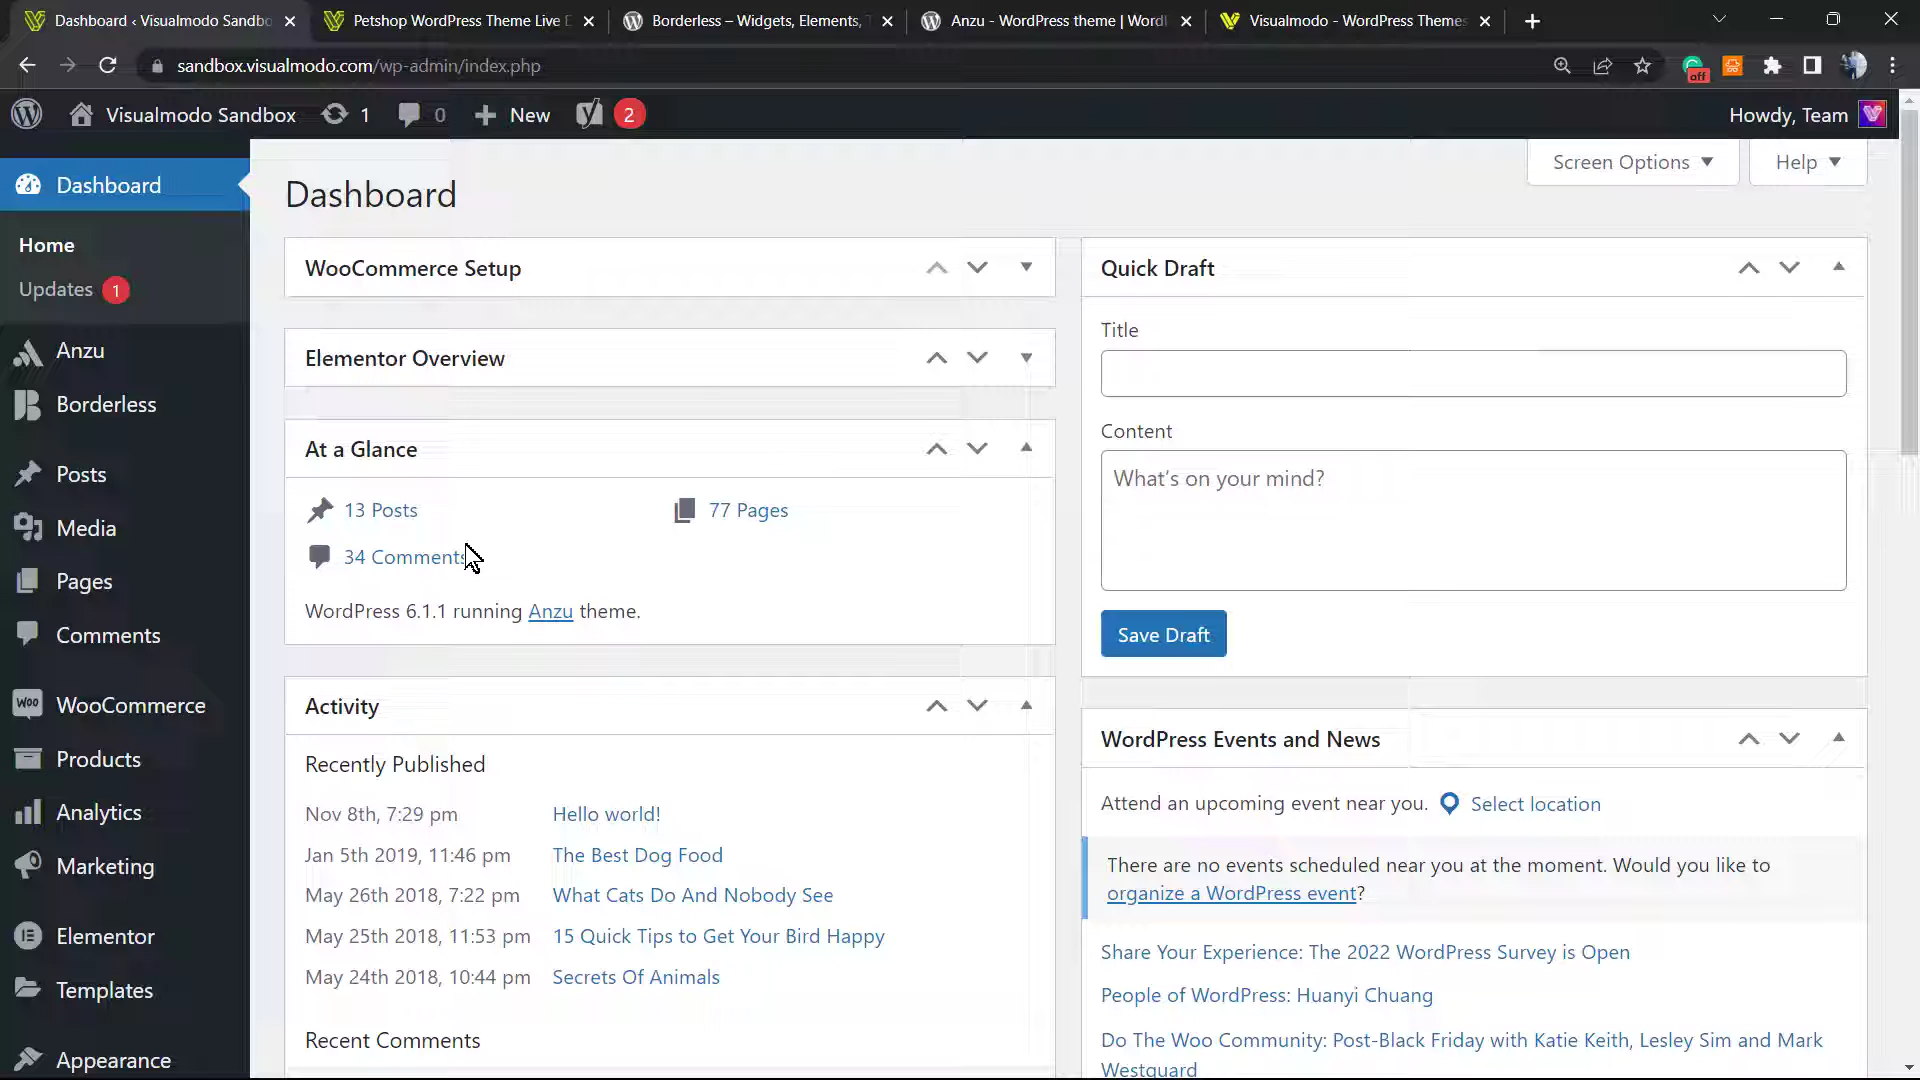 Dashboard ‹ Visualmodo Sandbo
Petshop WordPress Theme Live D
Borderless – Widgets, Elements, T
Anzu - WordPress theme | Word
Visualmodo - WordPress Themes
sandbox.visualmodo.com/wp-admin/index.php
off
Visualmodo Sandbox
1
0
New
2
Howdy, Team
Dashboard
Home
Updates 1
Anzu
Borderless
Posts
Media
Pages
Comments
WooCommerce
Products
Analytics
Marketing
Elementor
Templates
Appearance
Screen Options
Help
Dashboard
WooCommerce Setup
Elementor Overview
At a Glance
13 Posts
77 Pages
34 Comments
WordPress 6.1.1 running Anzu theme.
Activity
Recently Published
Nov 8th, 7:29 pm Hello world!
Jan 5th 2019, 11:46 pm The Best Dog Food
May 26th 2018, 7:22 pm What Cats Do And Nobody See
May 25th 2018, 11:53 pm 15 Quick Tips to Get Your Bird Happy
May 24th 2018, 10:44 pm Secrets Of Animals
Recent Comments
Quick Draft
Title
Content
What's on your mind?
Save Draft
WordPress Events and News
Attend an upcoming event near you. Select location
There are no events scheduled near you at the moment. Would you like to
organize a WordPress event?
Share Your Experience: The 2022 WordPress Survey is Open
People of WordPress: Huanyi Chuang
Do The Woo Community: Post-Black Friday with Katie Keith, Lesley Sim and Mark
Westguard